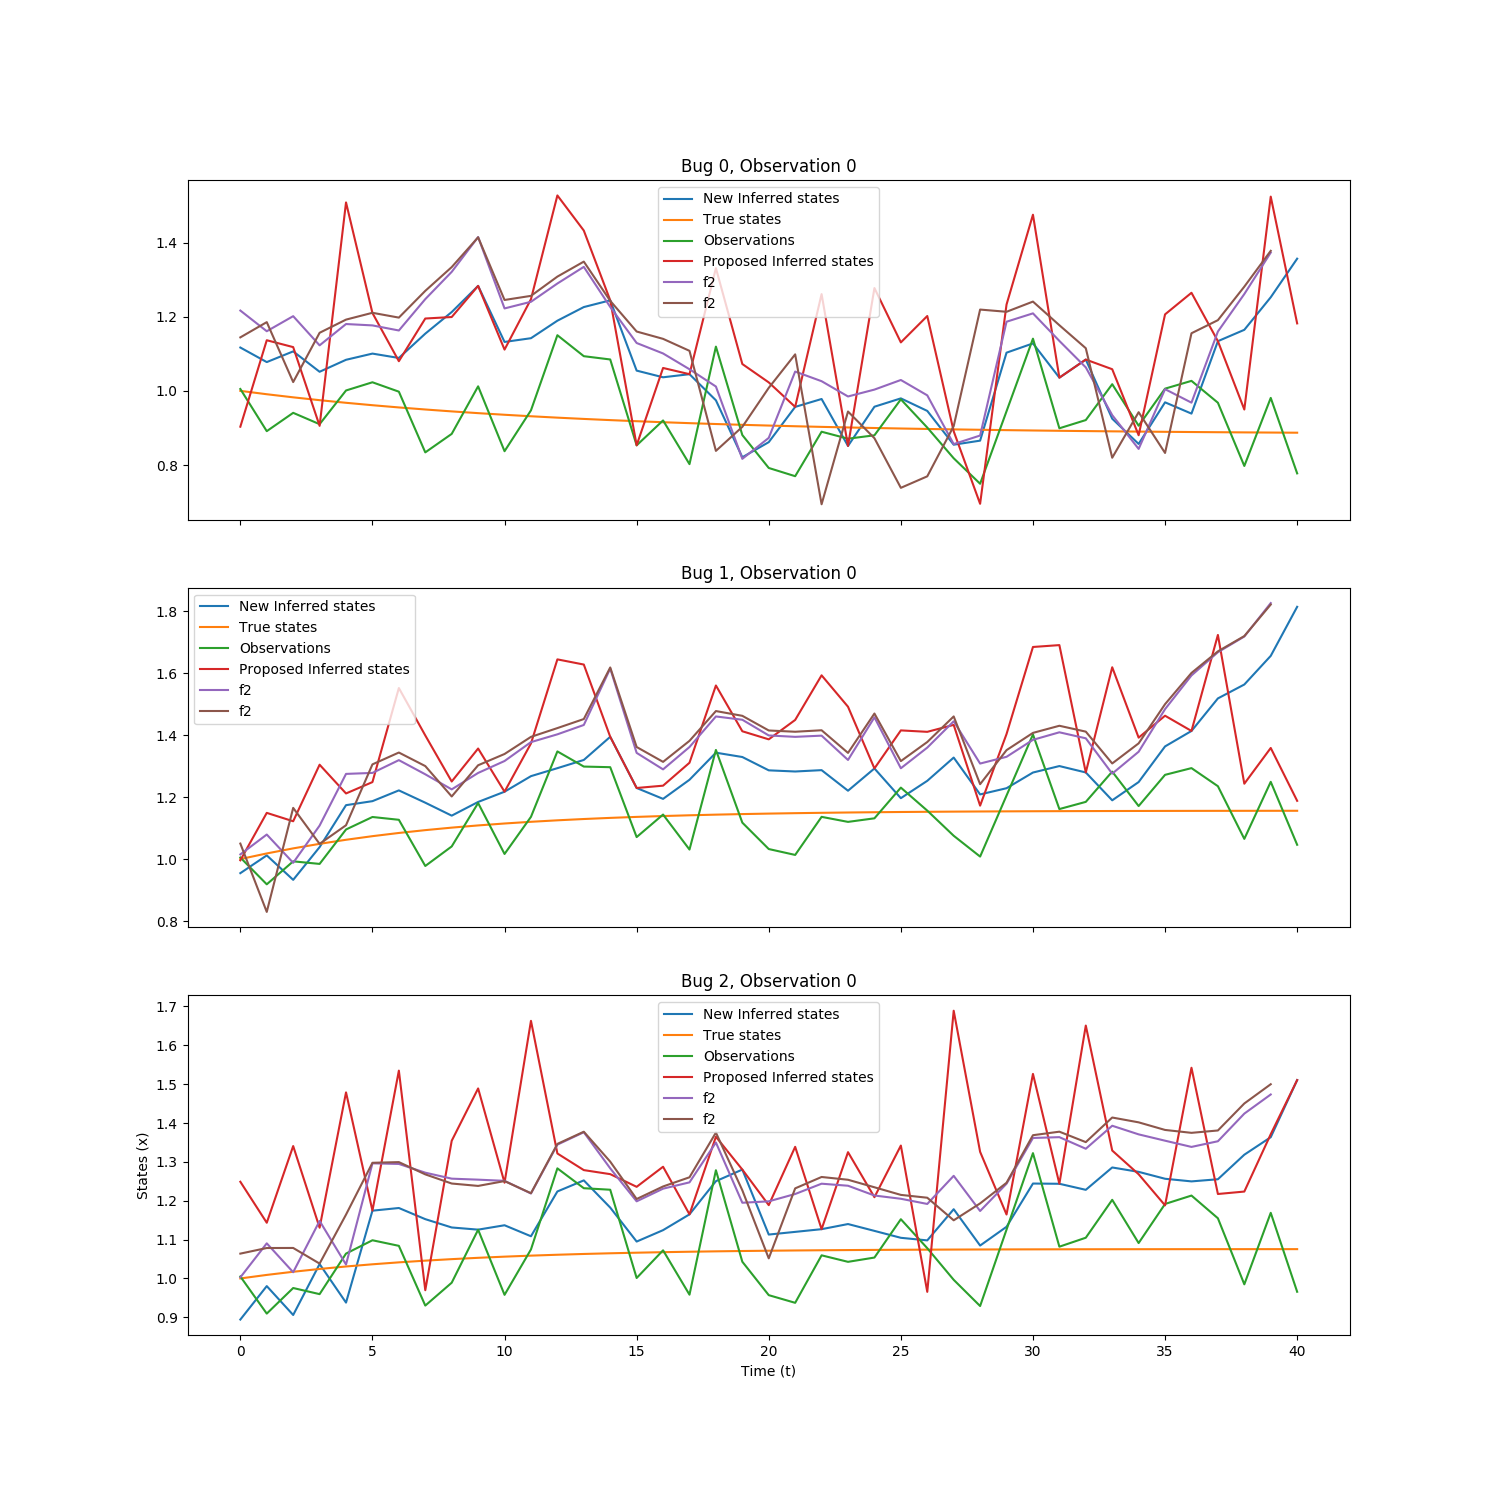 Bug 0, Observation 0
New Inferred states
True states
Observations
Proposed Inferred states
f2
f2
1.4
1.2
1.0
0.8
Bug 1, Observation 0
New Inferred states
True states
Observations
Proposed Inferred states
f2
f2
1.8
1.6
1.4
1.2
1.0
0.8
Bug 2, Observation 0
New Inferred states
True states
Observations
Proposed Inferred states
f2
f2
1.7
1.6
1.5
1.4
1.3
1.2
1.1
1.0
0.9
States (x)
0 5 10 15 20 25 30 35 40
Time (t)